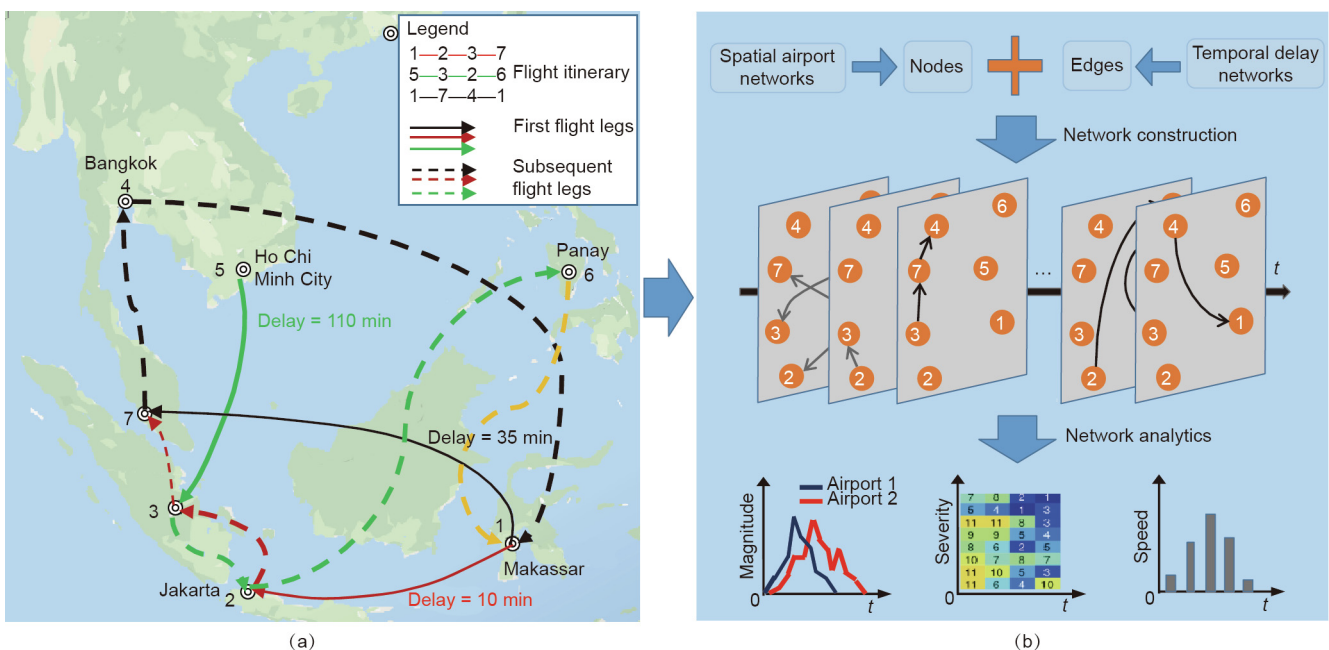 Legend
1—2—3—7
5—3—2—6
1—7—4—1
Flight itinerary
First flight legs
Subsequent
flight legs
Bangkok
4
5
Ho Chi
Minh City
Panay
6
Delay = 110 min
7
Delay = 35 min
3
1
Makassar
Jakarta
2
Delay = 10 min
(a)
Spatial airport
networks
Nodes
Edges
Temporal delay
networks
Network construction
4
7
3
2
4
7
3
2
4
7
3
2
6
5
1
...
4
7
3
2
4
7
3
2
6
5
1
t
Network analytics
Magnitude
Airport 1
Airport 2
0
t
Severity
7 8 2 1
5 4 1 3
11 11 8 3
9 9 5 4
8 6 2 5
7 10 8 7
11 10 5 3
11 6 4 10
0
t
Speed
0
t
(b)